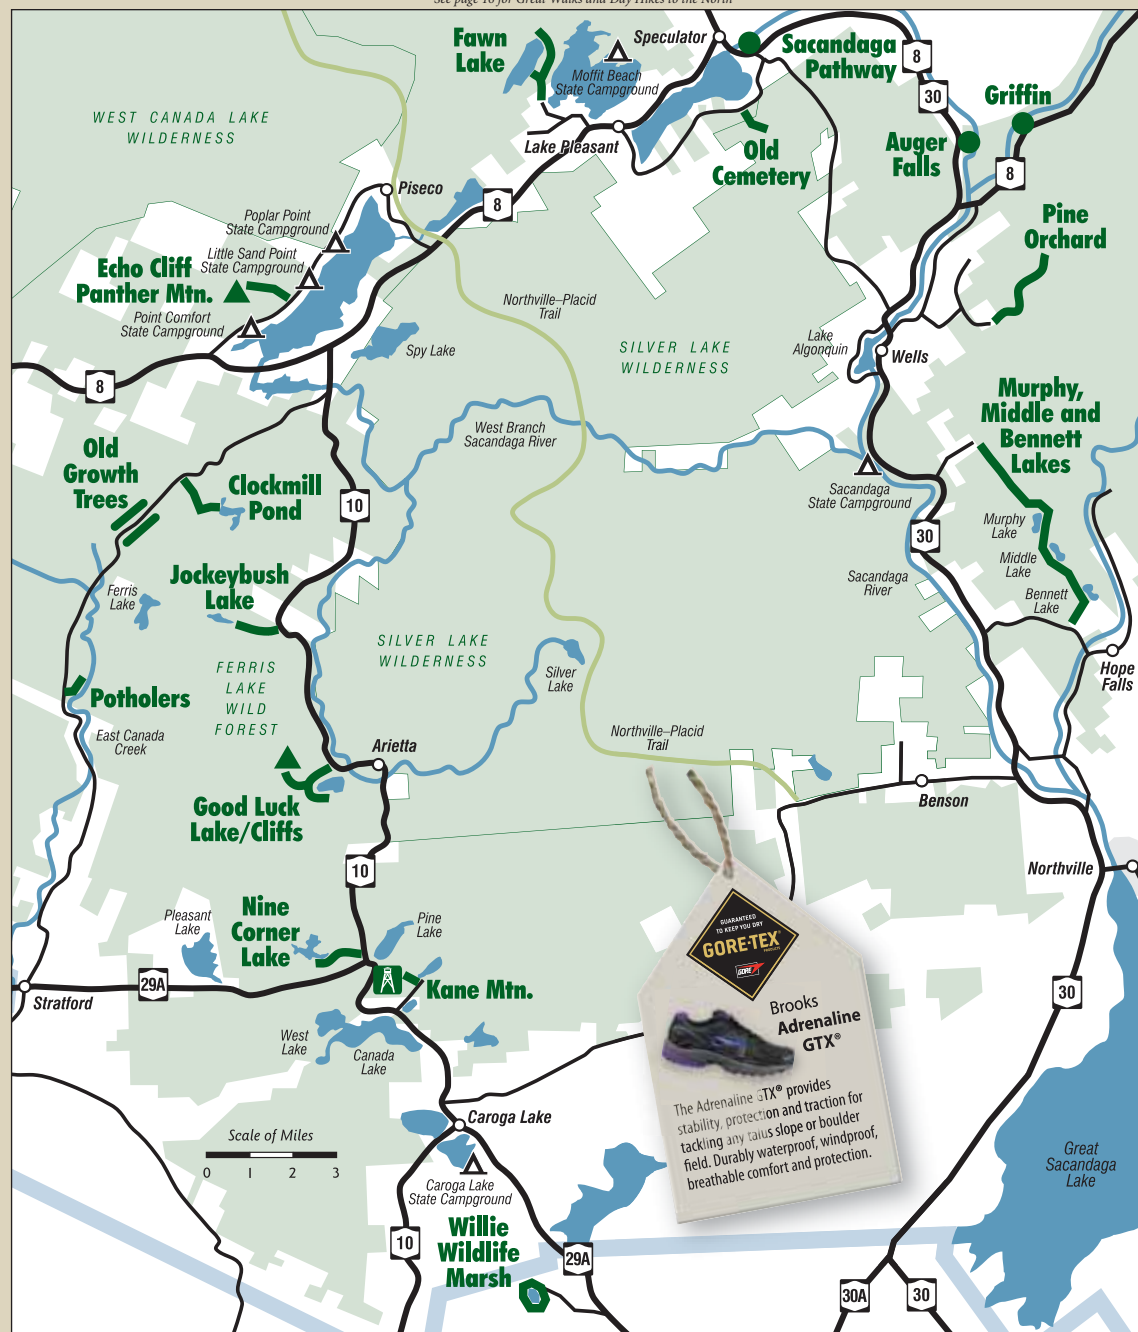 See page 18 for Great Walks and Day Hikes to the North
Fawn
Lake
Speculator
Moffit Beach
State Campground
Sacandaga
Pathway
8
30
Griffin
WEST CANADA LAKE
WILDERNESS
Lake Pleasant
Old
Cemetery
Auger
Falls
8
Piseco
8
Pine
Orchard
Poplar Point
State Campground
Little Sand Point
State Campground
Echo Cliff
Panther Mtn.
Point Comfort
State Campground
Northville–Placid
Trail
Spy Lake
SILVER LAKE
WILDERNESS
Lake
Algonquin
Wells
8
Murphy,
Middle and
Bennett
Lakes
West Branch
Sacandaga River
Old
Growth
Trees
Clockmill
Pond
10
Sacandaga
State Campground
Murphy
Lake
30
Middle
Lake
Jockeybush
Lake
Ferris
Lake
Sacandaga
River
Bennett
Lake
SILVER LAKE
WILDERNESS
FERRIS
LAKE
WILD
FOREST
Silver
Lake
Hope
Falls
Potholers
East Canada
Creek
Arietta
Northville–Placid
Trail
Good Luck
Lake/Cliffs
Benson
10
Northville
Nine
Corner
Lake
Pleasant
Lake
Pine
Lake
GUARANTEED
TO KEEP YOU DRY
GORE-TEX®
PRODUCTS
GORE
29A
Stratford
Kane Mtn.
30
Brooks
Adrenaline
GTX®
West
Lake
Canada
Lake
The Adrenaline GTX® provides
stability, protection and traction for
tackling any talus slope or boulder
field. Durably waterproof, windproof,
breathable comfort and protection.
Caroga Lake
Scale of Miles
0 1 2 3
Great
Sacandaga
Lake
Caroga Lake
State Campground
Willie
Wildlife
Marsh
10
29A
30A
30